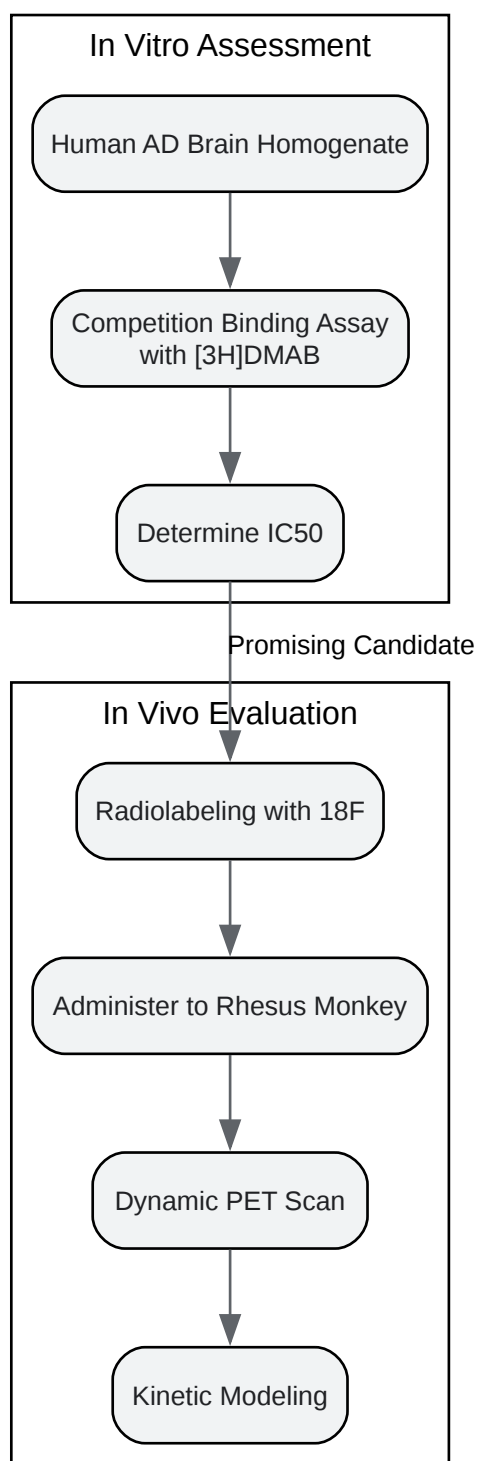 In Vitro Assessment
Human AD Brain Homogenate
Competition Binding Assay
with [3H]DMAB
Determine IC50
Promising Candidate
In Vivo Evaluation
Radiolabeling with 18F
Administer to Rhesus Monkey
Dynamic PET Scan
Kinetic Modeling